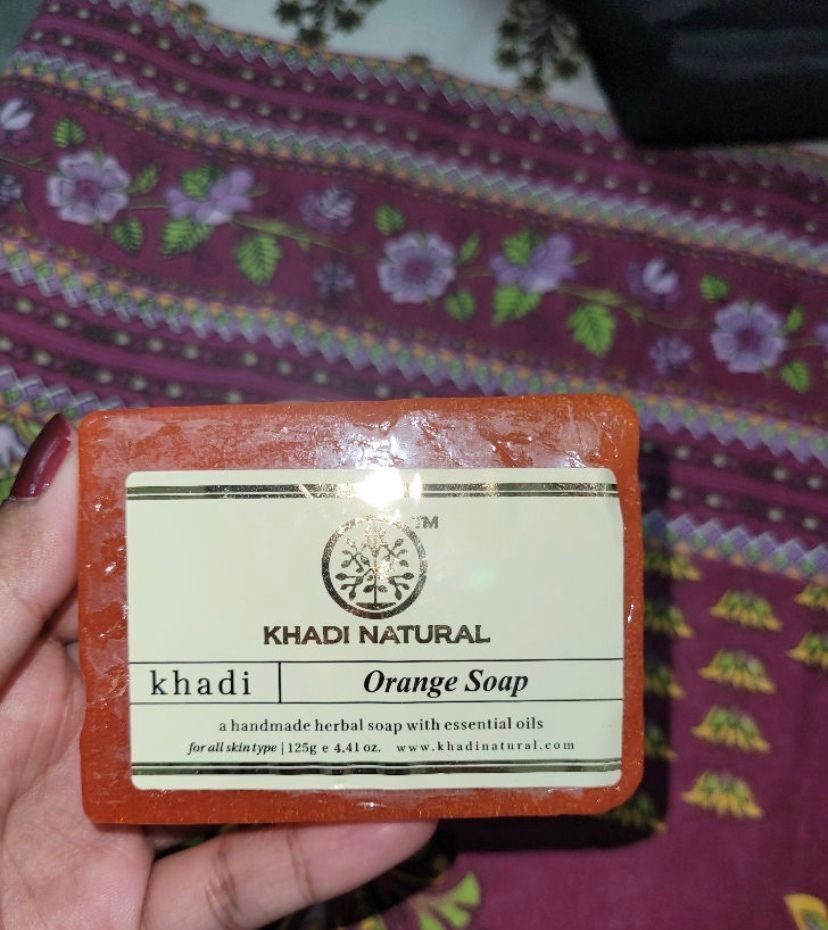 TM
KHADI NATURAL
khadi
Orange Soap
a handmade herbal soap with essential oils
for all skin type | 125g e 4.41 oz. www.khadinatural.com